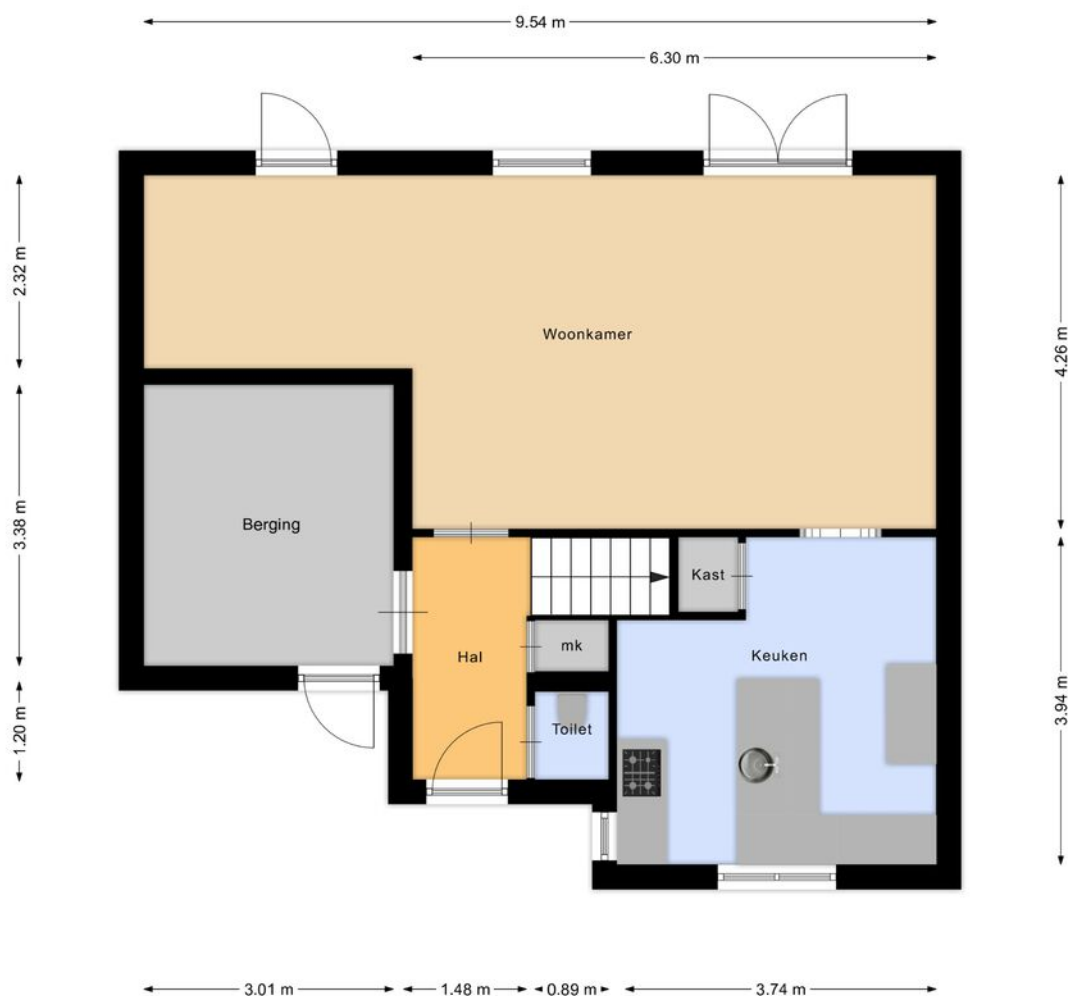 9.54 m
6.30 m
2.32 m
4.26 m
Woonkamer
3.38 m
Berging
Kast
mk
Hal
Keuken
1.20 m
Toilet
3.94 m
3.01 m
1.48 m
0.89 m
3.74 m